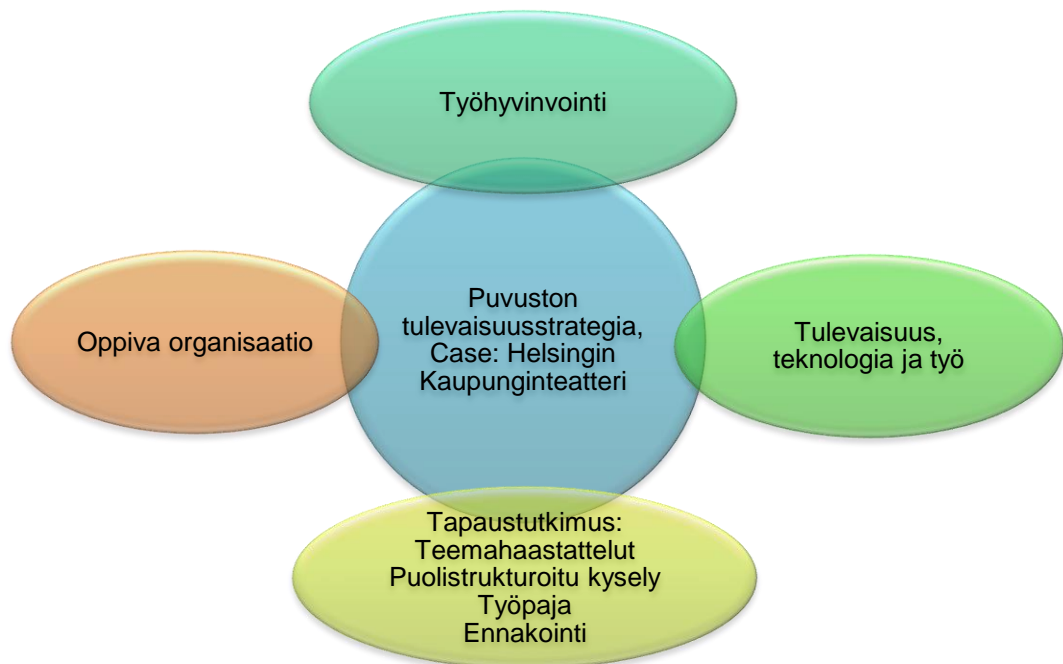 Työhyvinvointi
Oppiva organisaatio
Puvuston
tulevaisuusstrategia,
Case: Helsingin
Kaupunginteatteri
Tulevaisuus,
teknologia ja työ
Tapaustutkimus:
Teemahaastattelut
Puolistrukturoitu kysely
Työpaja
Ennakointi